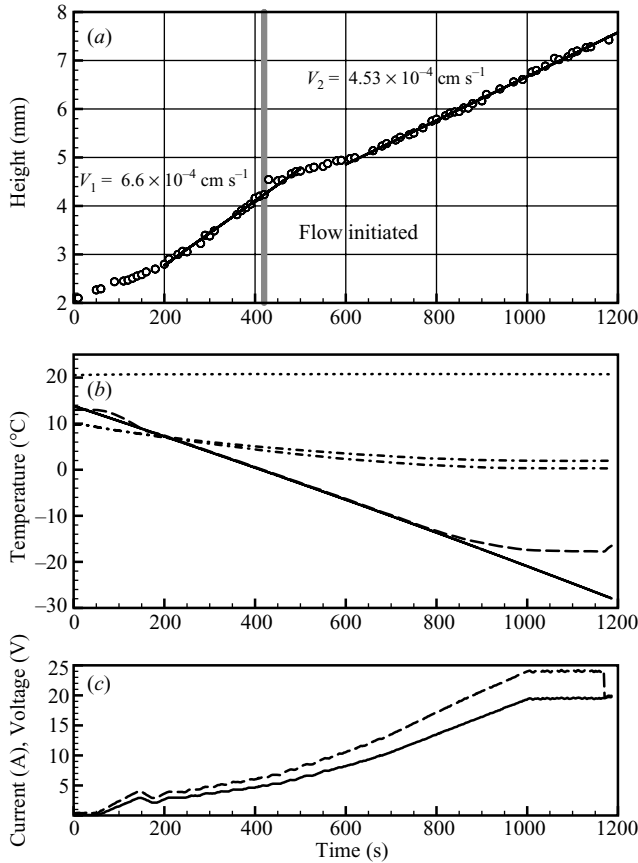 8
(a)
7
V2 = 4.53 × 10–4 cm s–1
6
Height (mm)
5
V1 = 6.6 × 10–4 cm s–1
4
Flow initiated
3
2
0 200 400 600 800 1000 1200
20
(b)
10
Temperature (°C)
0
–10
–20
–30
0 200 400 600 800 1000 1200
25
(c)
20
Current (A), Voltage (V)
15
10
5
0 200 400 600 800 1000 1200
Time (s)